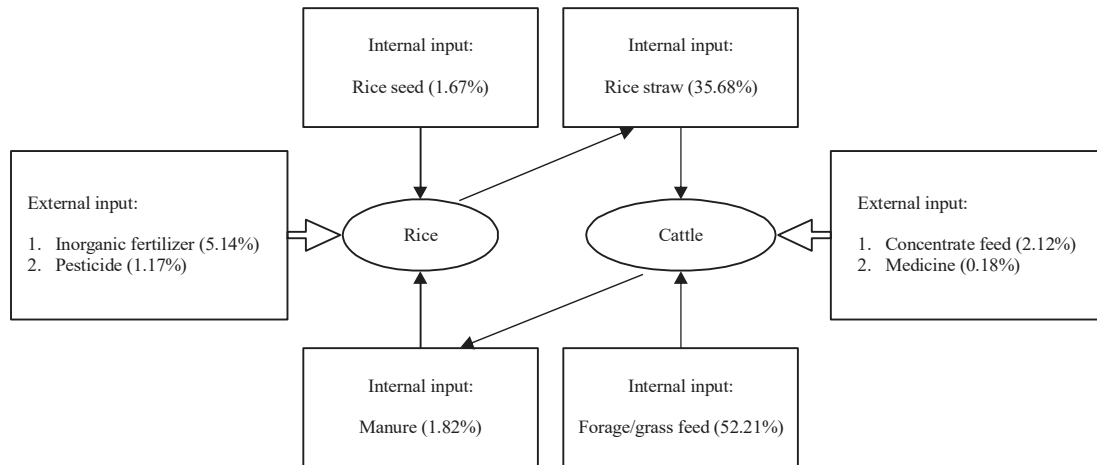 Internal input:
Rice seed (1.67%)
Internal input:
Rice straw (35.68%)
External input:
1. Inorganic fertilizer (5.14%)
2. Pesticide (1.17%)
Rice
Cattle
External input:
1. Concentrate feed (2.12%)
2. Medicine (0.18%)
Internal input:
Manure (1.82%)
Internal input:
Forage/grass feed (52.21%)